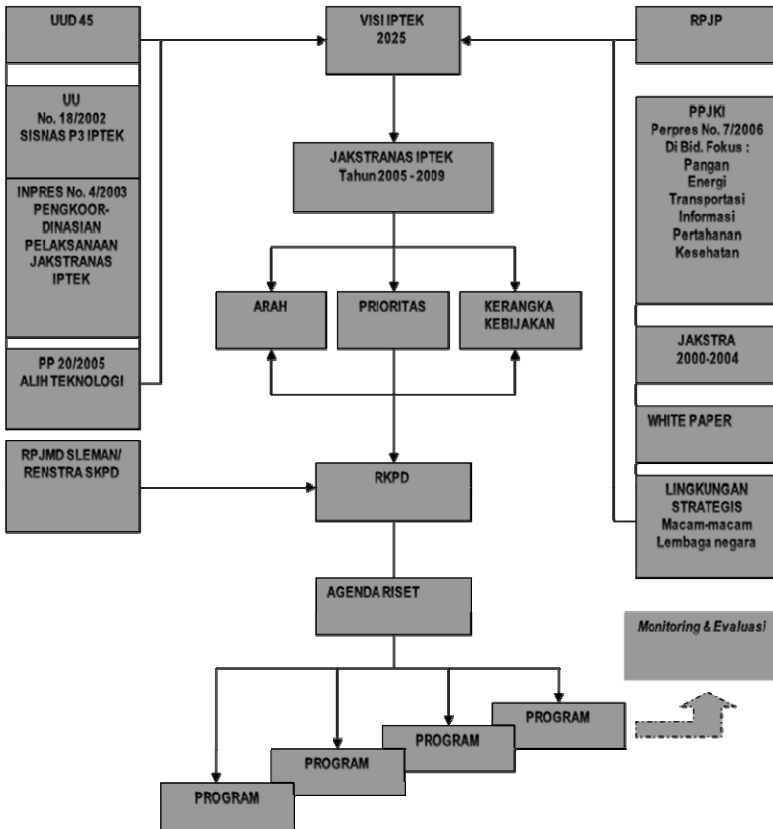 UUD 45
VISI IPTEK
2025
RPJP
UU
No. 18/2002
SISNAS P3 IPTEK
INPRES No. 4/2003
PENGKOOR-
DINASIAN
PELAKSANAAN
JAKSTRANAS
IPTEK
PP 20/2005
ALIH TEKNOLOGI
JAKSTRANAS IPTEK
Tahun 2005 - 2009
ARAH
PRIORITAS
KERANGKA
KEBIJAKAN
PPJKI
Perpres No. 7/2006
Di Bid. Fokus :
Pangan
Energi
Transportasi
Informasi
Pertahanan
Kesehatan
JAKSTRA
2000-2004
WHITE PAPER
LINGKUNGAN
STRATEGIS
Macam-macam
Lembaga negara
RPJMD SLEMAN/
RENSTRA SKPD
RKPD
AGENDA RISET
Monitoring & Evaluasi
PROGRAM
PROGRAM
PROGRAM
PROGRAM